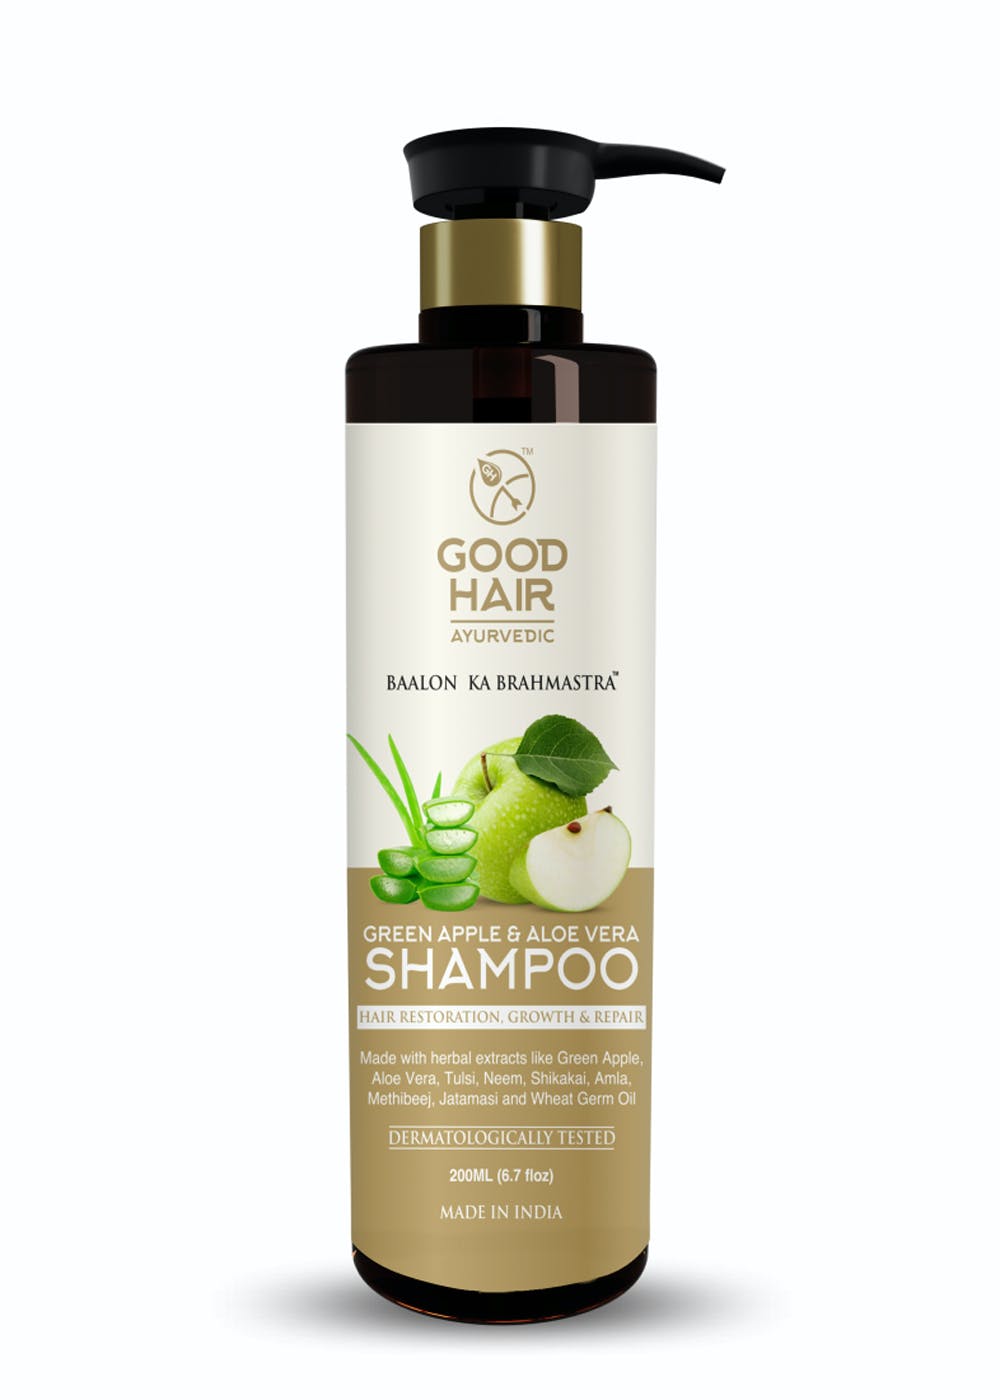 GH
TM
GOOD
HAIR
AYURVEDIC
BAALON KA BRAHMASTRA™
GREEN APPLE & ALOE VERA
SHAMPOO
HAIR RESTORATION, GROWTH & REPAIR
Made with herbal extracts like Green Apple,
Aloe Vera, Tulsi, Neem, Shikakai, Amla,
Methibeej, Jatamasi and Wheat Germ Oil
DERMATOLOGICALLY TESTED
200ML (6.7 floz)
MADE IN INDIA